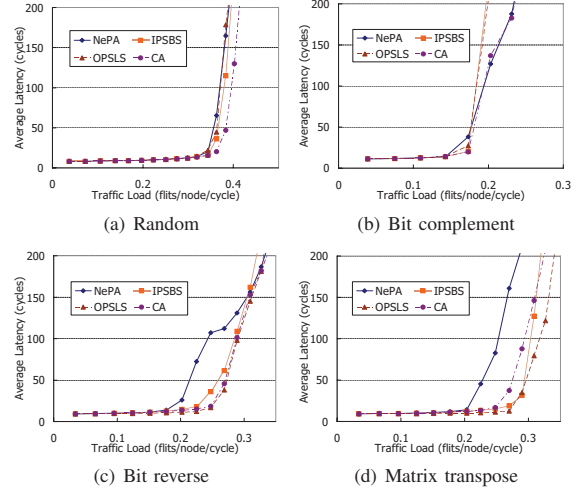 200
150
100
50
0
Average Latency (cycles)
NePA
IPSBS
OPSLS
CA
0
0.2
0.4
Traffic Load (flits/node/cycle)
(a) Random
200
150
100
50
0
Average Latency (cycles)
NePA
IPSBS
OPSLS
CA
0
0.1
0.2
0.3
Traffic Load (flits/node/cycle)
(b) Bit complement
200
150
100
50
0
Average Latency (cycles)
NePA
IPSBS
OPSLS
CA
0
0.1
0.2
0.3
Traffic Load (flits/node/cycle)
(c) Bit reverse
200
150
100
50
0
Average Latency (cycles)
NePA
IPSBS
OPSLS
CA
0
0.1
0.2
0.3
Traffic Load (flits/node/cycle)
(d) Matrix transpose